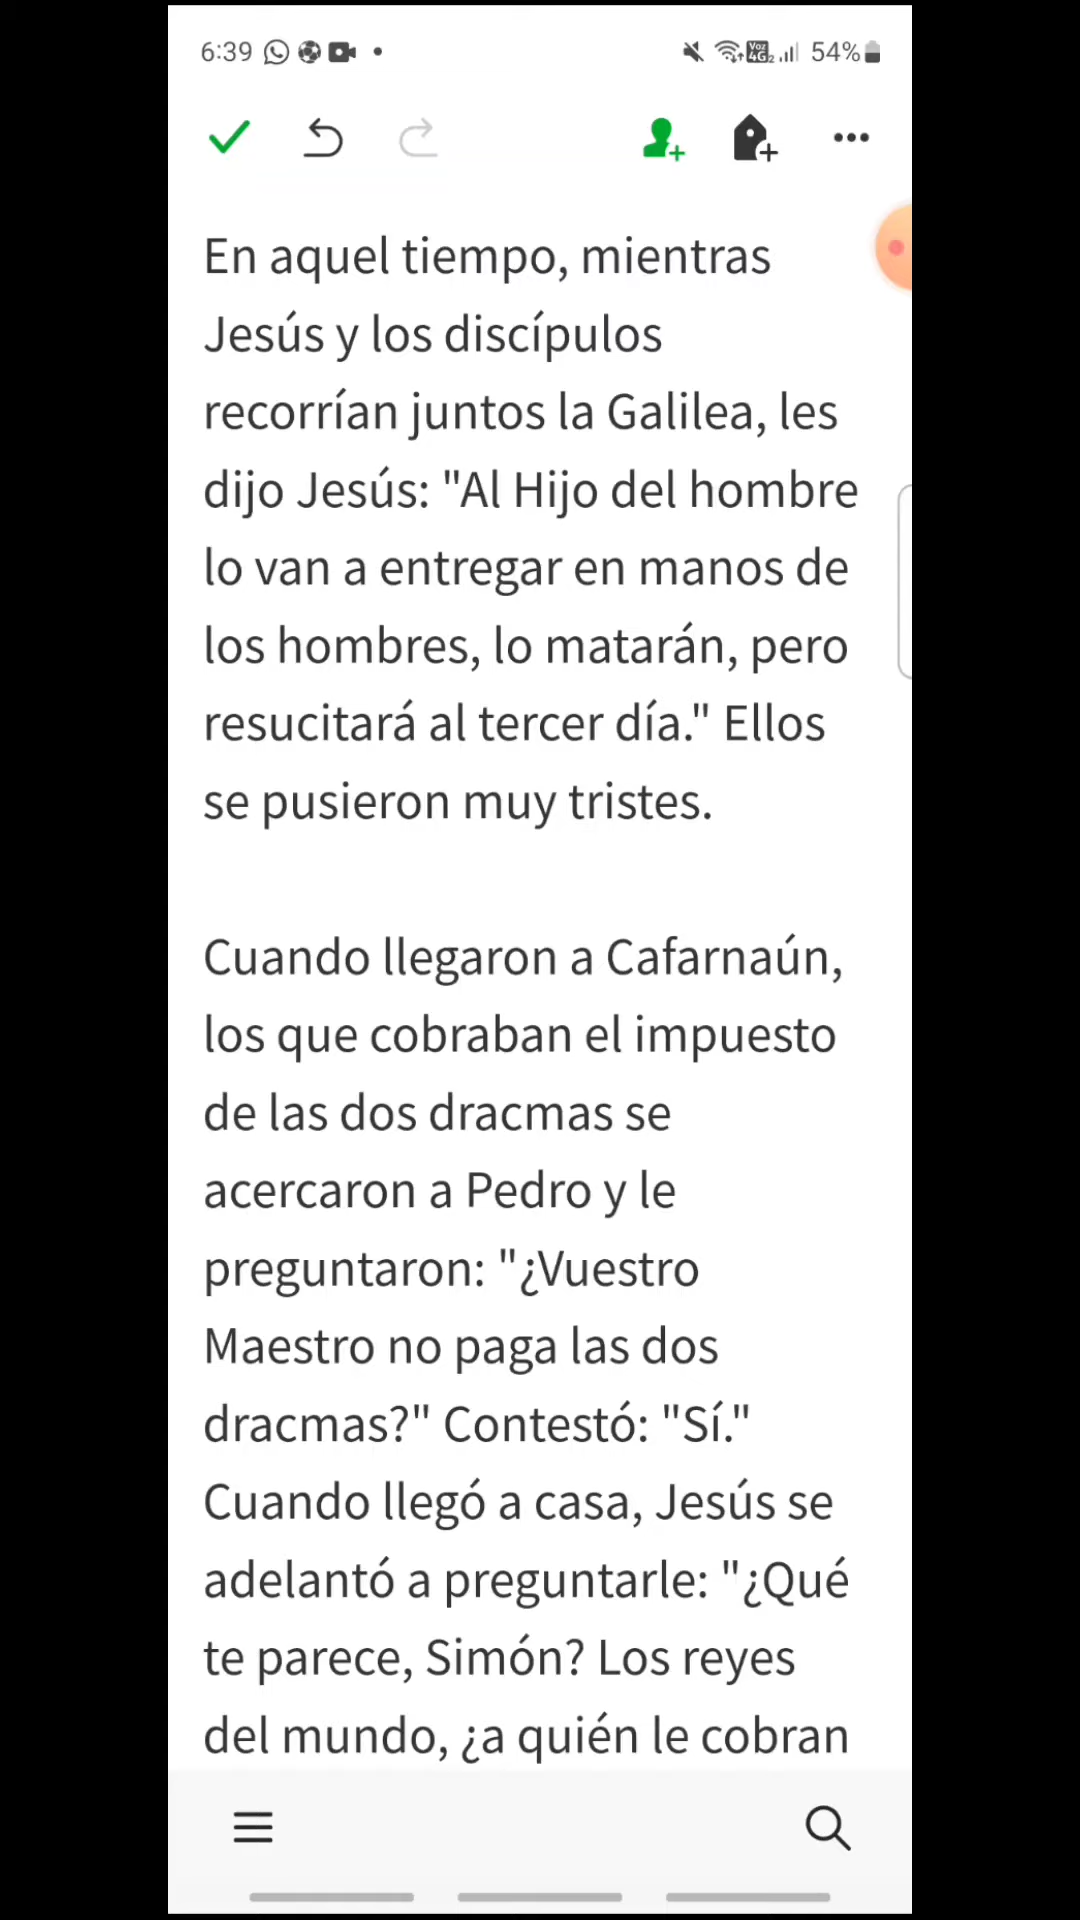 6:39
Voz 4G 2 54%
En aquel tiempo, mientras
Jesús y los discípulos
recorrían juntos la Galilea, les
dijo Jesús: "Al Hijo del hombre
lo van a entregar en manos de
los hombres, lo matarán, pero
resucitará al tercer día." Ellos
se pusieron muy tristes.
Cuando llegaron a Cafarnaún,
los que cobraban el impuesto
de las dos dracmas se
acercaron a Pedro y le
preguntaron: "¿Vuestro
Maestro no paga las dos
dracmas?" Contestó: "Sí."
Cuando llegó a casa, Jesús se
adelantó a preguntarle: "¿Qué
te parece, Simón? Los reyes
del mundo, ¿a quién le cobran